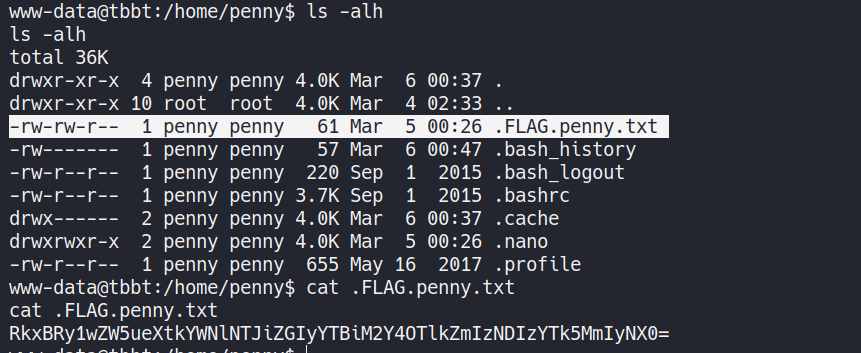 www-data@tbbt:/home/penny$ ls -alh
ls -alh
total 36K
drwxr-xr-x  4 penny penny 4.0K Mar  6 00:37 .
drwxr-xr-x 10 root  root  4.0K Mar  4 02:33 ..
-rw-rw-r--  1 penny penny   61 Mar  5 00:26 .FLAG.penny.txt
-rw-------  1 penny penny   57 Mar  6 00:47 .bash_history
-rw-r--r--  1 penny penny  220 Sep  1  2015 .bash_logout
-rw-r--r--  1 penny penny 3.7K Sep  1  2015 .bashrc
drwx------  2 penny penny 4.0K Mar  6 00:37 .cache
drwxrwxr-x  2 penny penny 4.0K Mar  5 00:26 .nano
-rw-r--r--  1 penny penny  655 May 16  2017 .profile
www-data@tbbt:/home/penny$ cat .FLAG.penny.txt
cat .FLAG.penny.txt
RkxBRy1wZW5ueXtkYWNlNTJiZGIyYTBiM2Y4OTlkZmIzNDIzYTk5MmIyNX0=
www-data@tbbt:/home/penny$